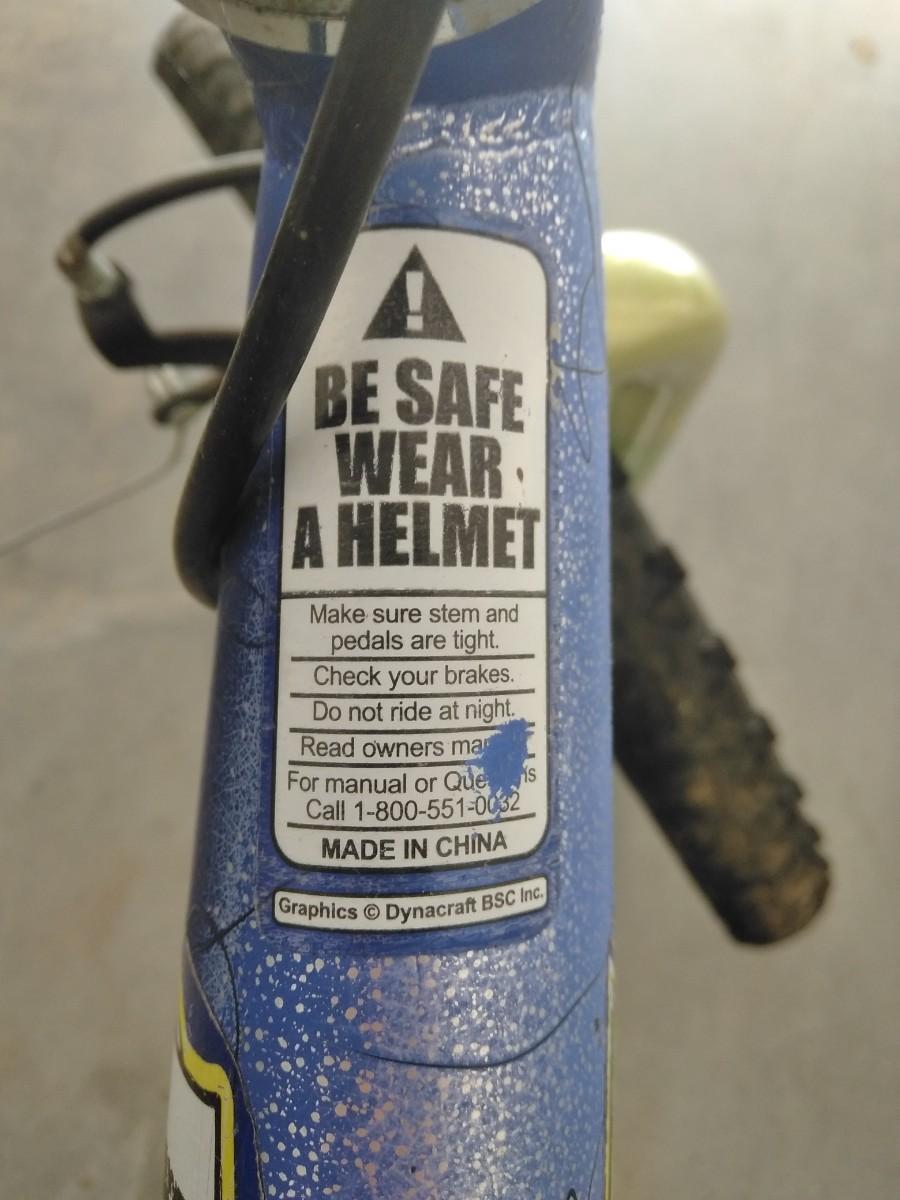 !
BE SAFE
WEAR
A HELMET
Make sure stem and
pedals are tight.
Check your brakes.
Do not ride at night.
Read owners
For manual or
Call 1-800-551-0032
MADE IN CHINA
Graphics © Dynacraft BSC Inc.